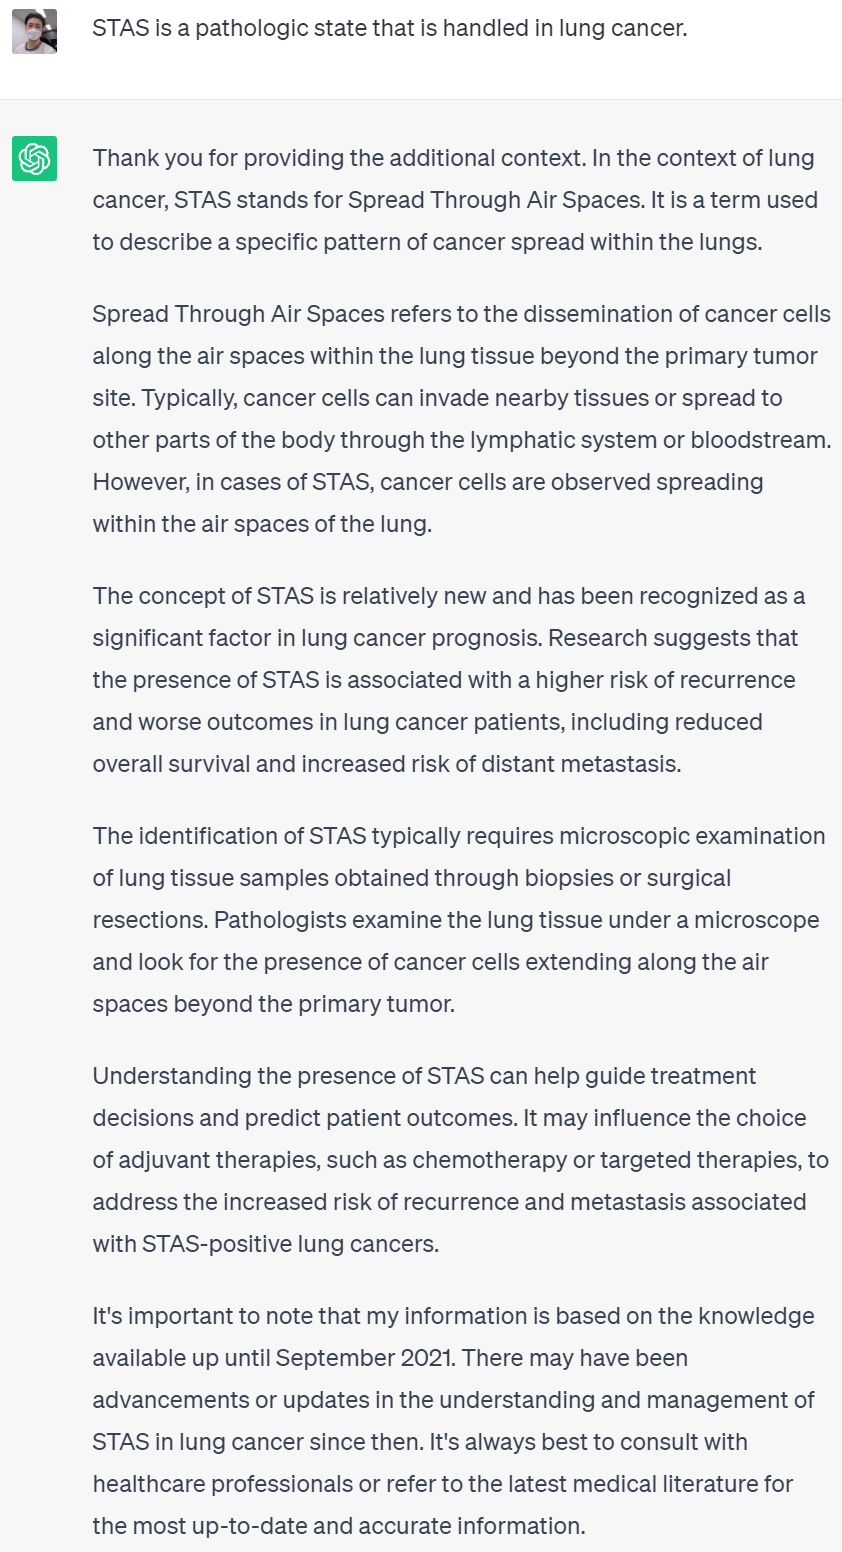 STAS is a pathologic state that is handled in lung cancer.
Thank you for providing the additional context. In the context of lung
cancer, STAS stands for Spread Through Air Spaces. It is a term used
to describe a specific pattern of cancer spread within the lungs.
Spread Through Air Spaces refers to the dissemination of cancer cells
along the air spaces within the lung tissue beyond the primary tumor
site. Typically, cancer cells can invade nearby tissues or spread to
other parts of the body through the lymphatic system or bloodstream.
However, in cases of STAS, cancer cells are observed spreading
within the air spaces of the lung.
The concept of STAS is relatively new and has been recognized as a
significant factor in lung cancer prognosis. Research suggests that
the presence of STAS is associated with a higher risk of recurrence
and worse outcomes in lung cancer patients, including reduced
overall survival and increased risk of distant metastasis.
The identification of STAS typically requires microscopic examination
of lung tissue samples obtained through biopsies or surgical
resections. Pathologists examine the lung tissue under a microscope
and look for the presence of cancer cells extending along the air
spaces beyond the primary tumor.
Understanding the presence of STAS can help guide treatment
decisions and predict patient outcomes. It may influence the choice
of adjuvant therapies, such as chemotherapy or targeted therapies, to
address the increased risk of recurrence and metastasis associated
with STAS-positive lung cancers.
It's important to note that my information is based on the knowledge
available up until September 2021. There may have been
advancements or updates in the understanding and management of
STAS in lung cancer since then. It's always best to consult with
healthcare professionals or refer to the latest medical literature for
the most up-to-date and accurate information.